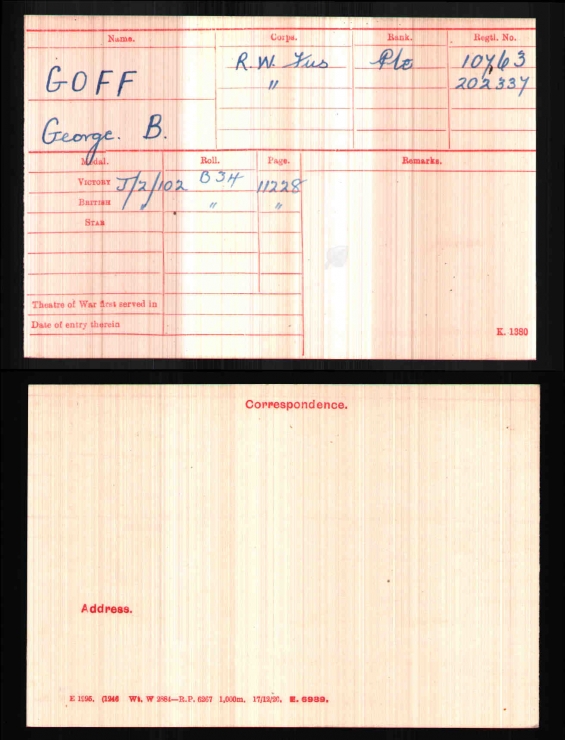 Name. Corps. Rank. Regtl. No.
GOFF R.W. Fus Pte
" 202337
George. B.
Medal. Roll. Page. Remarks.
VICTORY J/2/102 B34 11228
BRITISH " "
STAR
Theatre of War first served in
Date of entry therein
K. 1380
Correspondence.
Address.
E 1595. (1946 Wt. W 2884—R.P. 6267 1,000m. 17/12/20. E. 6989.